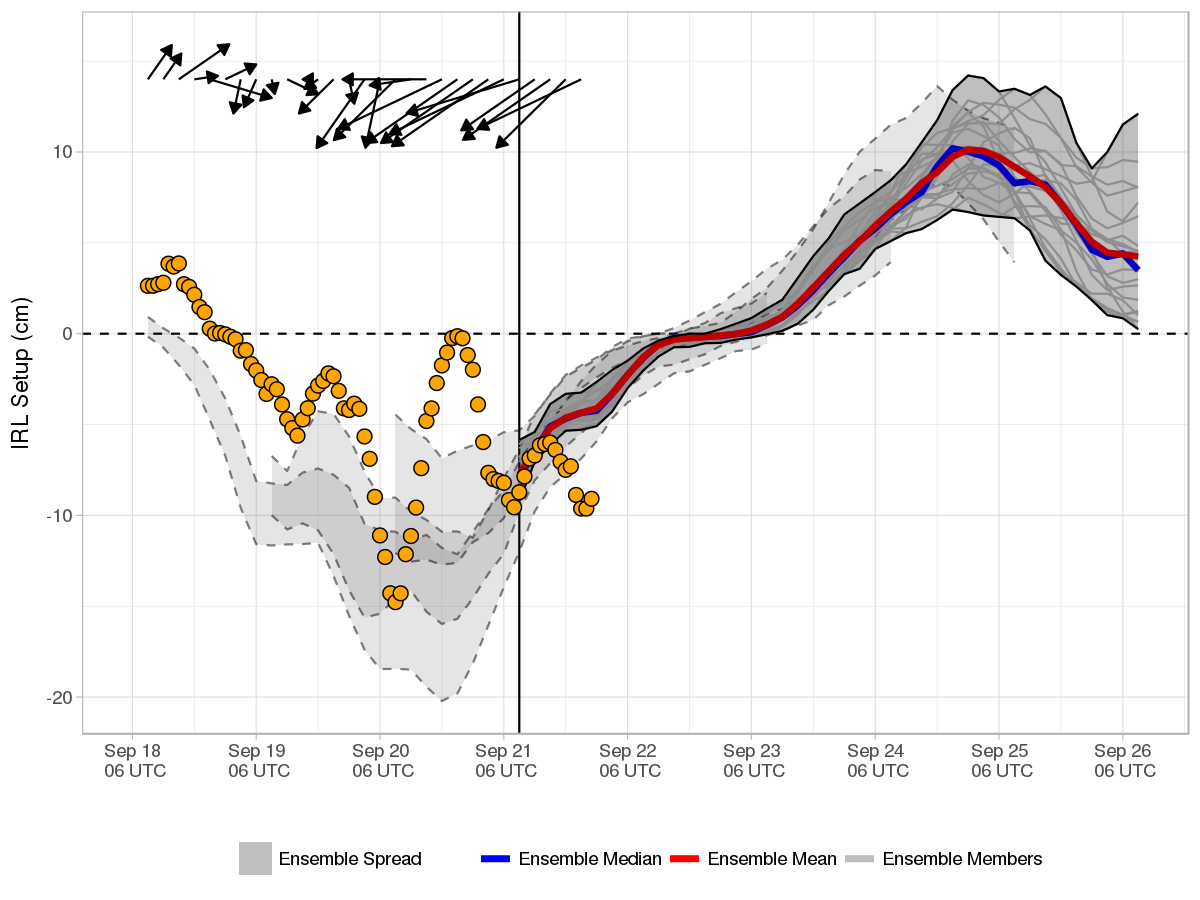 IRL Setup (cm)
10
0
-10
-20
Sep 18 Sep 19 Sep 20 Sep 21 Sep 22 Sep 23 Sep 24 Sep 25 Sep 26
06 UTC 06 UTC 06 UTC 06 UTC 06 UTC 06 UTC 06 UTC 06 UTC 06 UTC
Ensemble Spread Ensemble Median Ensemble Mean Ensemble Members